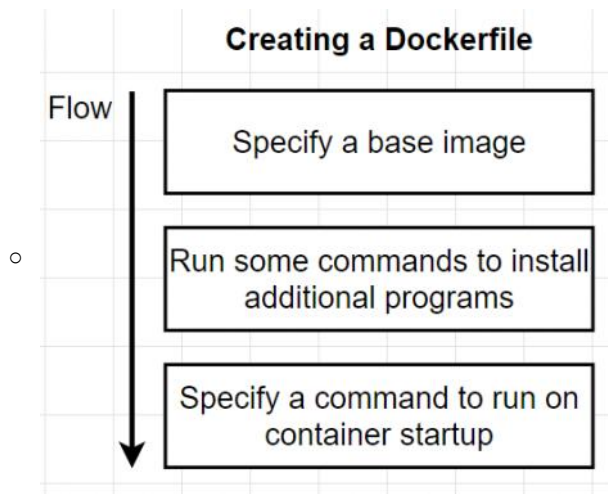 Creating a Dockerfile
Flow
Specify a base image
Run some commands to install
additional programs
Specify a command to run on
container startup